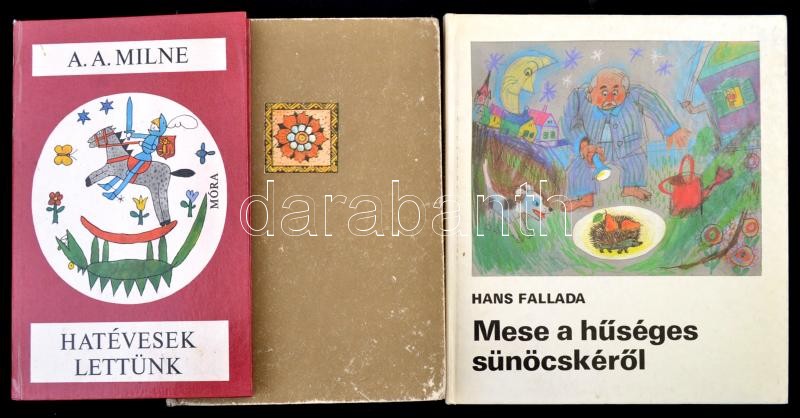 A. A. MILNE
MÓRA
HATÉVESEK
LETTÜNK
HANS FALLADA
Mese a hűséges
sünöcskéről
darabanth